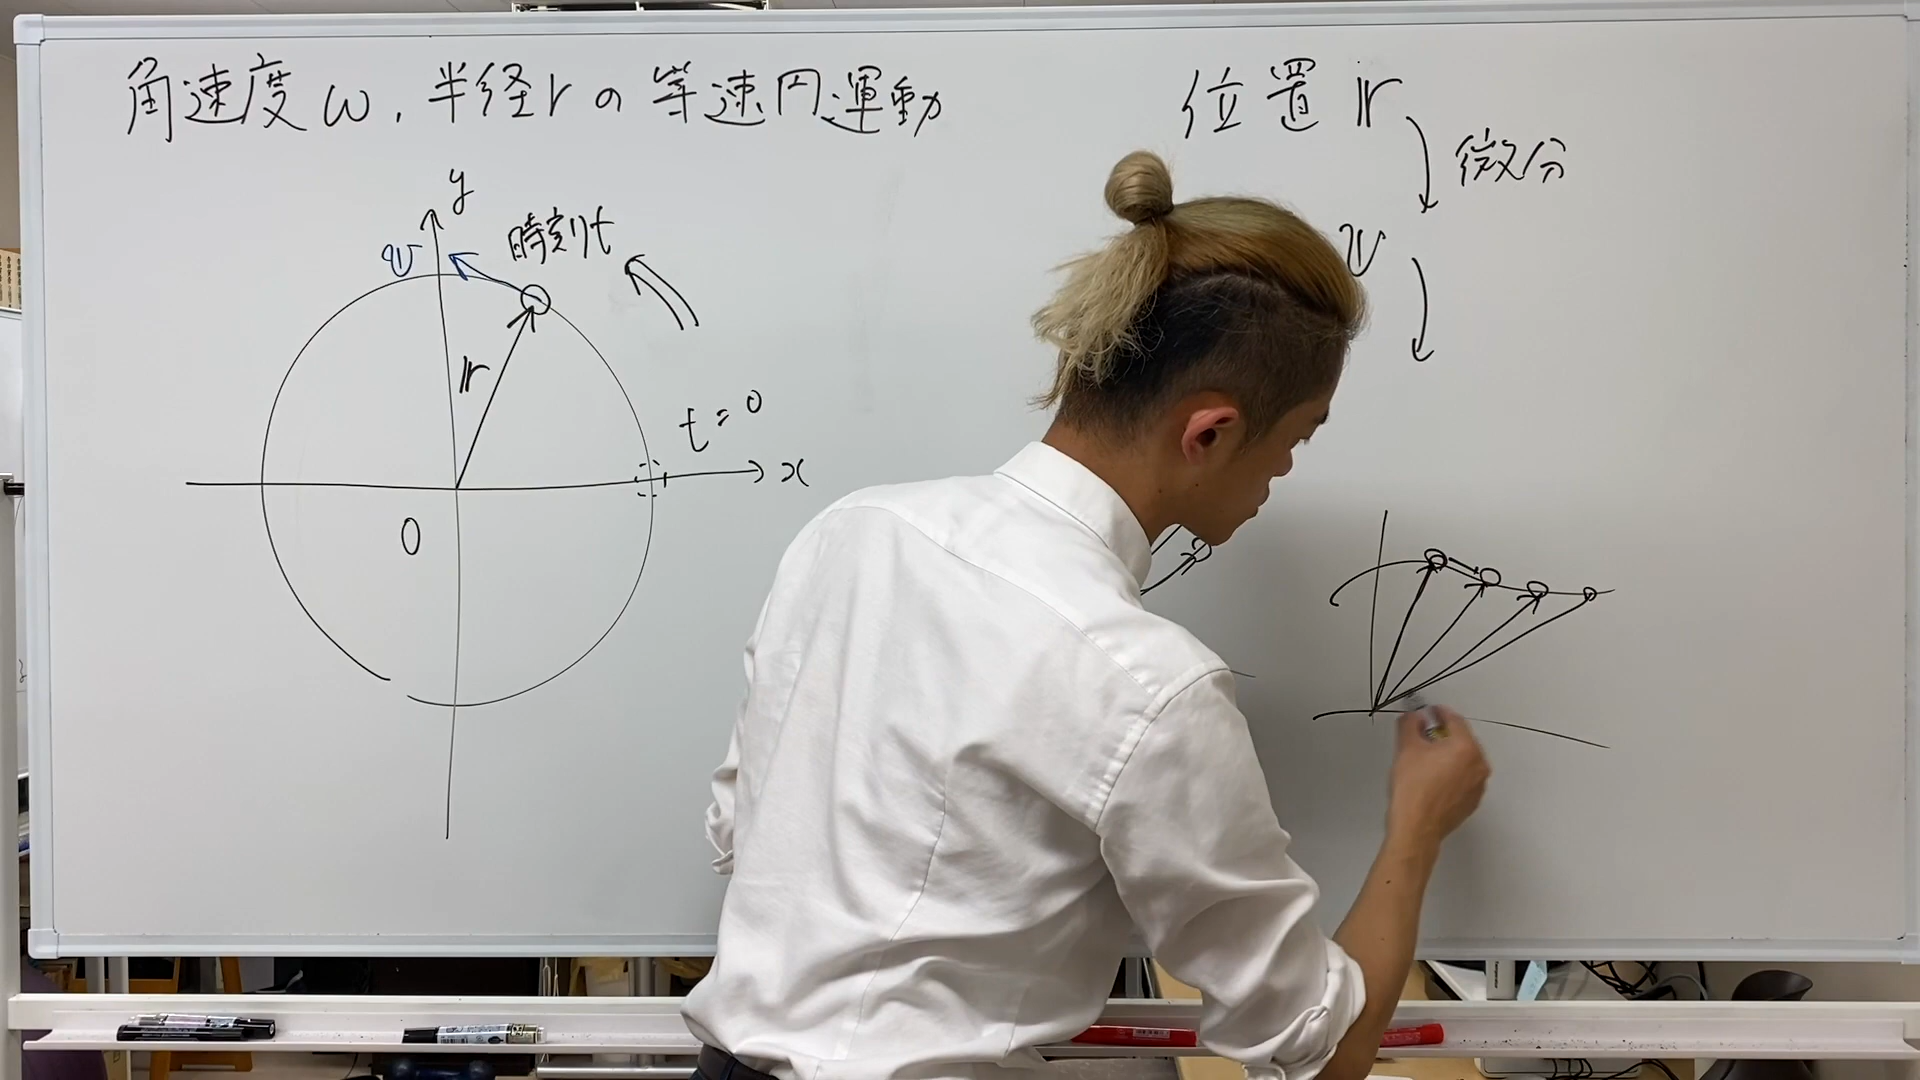 角速度ω, 半径rの等速円運動
y
v
時刻t
r
t=0
x
O
位置r
微分
v